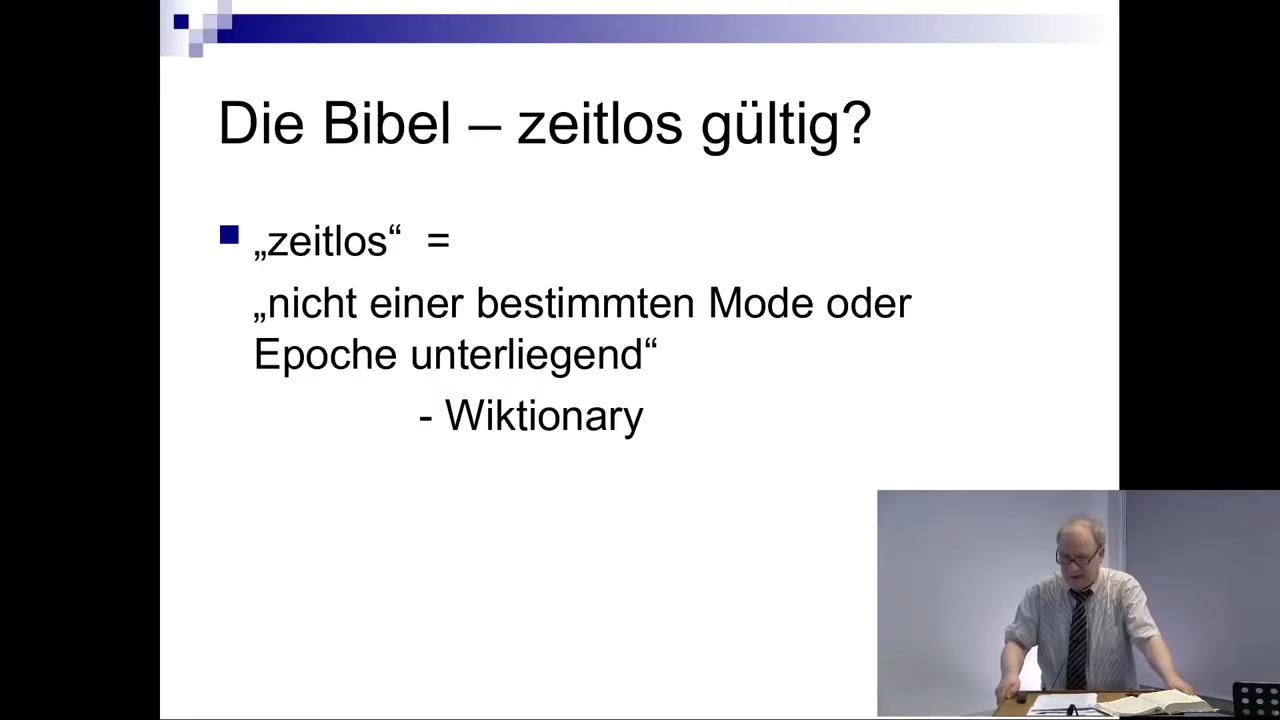 Die Bibel – zeitlos gültig?
„zeitlos“ =
„nicht einer bestimmten Mode oder
Epoche unterliegend“
- Wiktionary